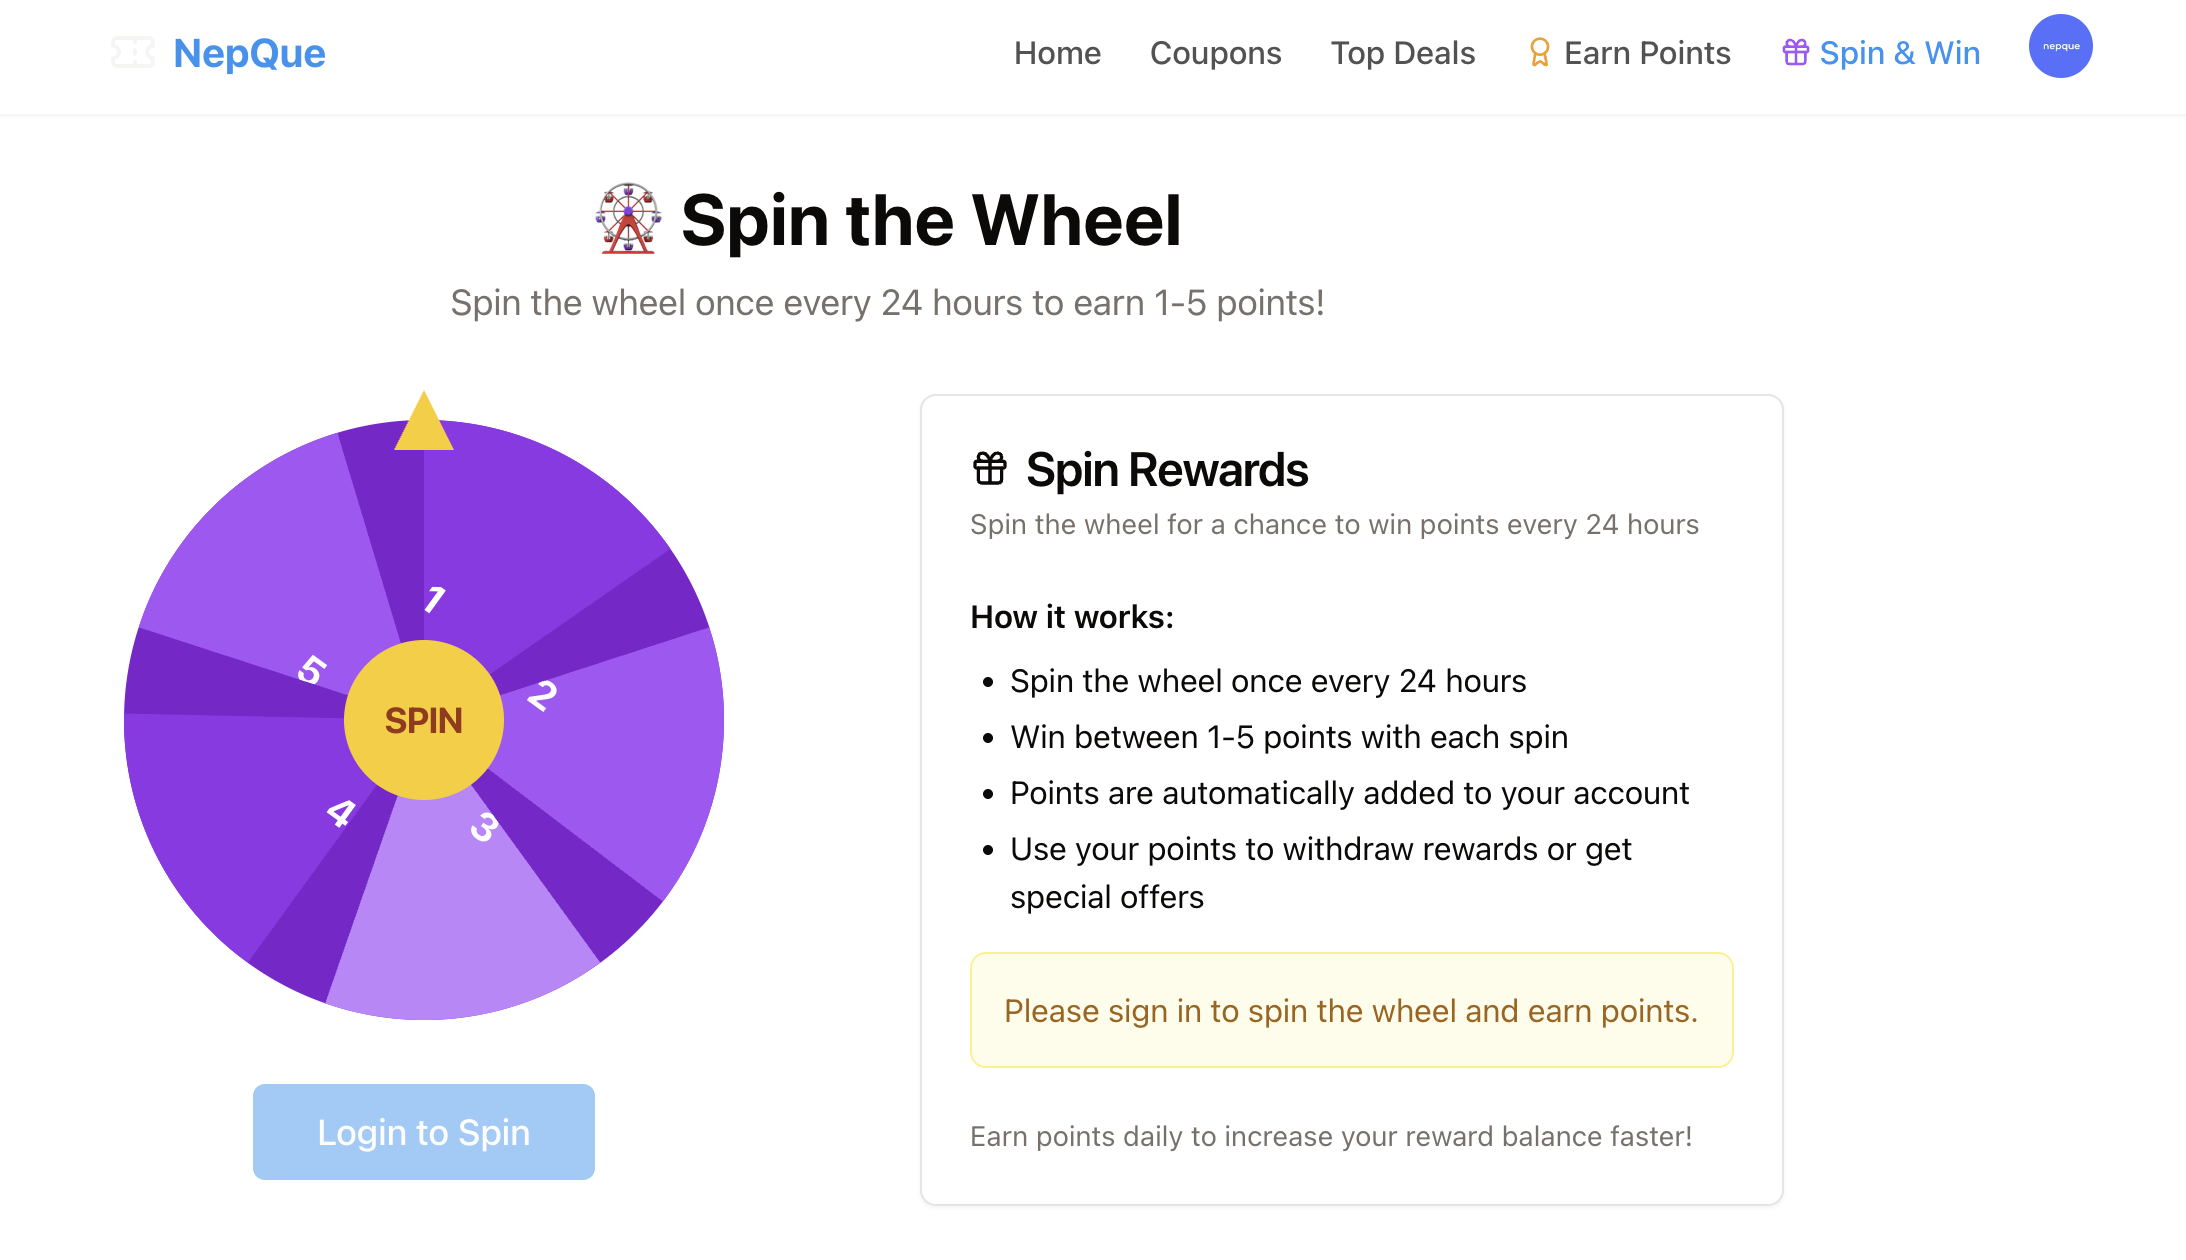 NepQue
Home
Coupons
Top Deals
Earn Points
Spin & Win
nepque
Spin the Wheel
Spin the wheel once every 24 hours to earn 1-5 points!
1
2
3
4
5
SPIN
Login to Spin
Spin Rewards
Spin the wheel for a chance to win points every 24 hours
How it works:
• Spin the wheel once every 24 hours
• Win between 1-5 points with each spin
• Points are automatically added to your account
• Use your points to withdraw rewards or get
special offers
Please sign in to spin the wheel and earn points.
Earn points daily to increase your reward balance faster!